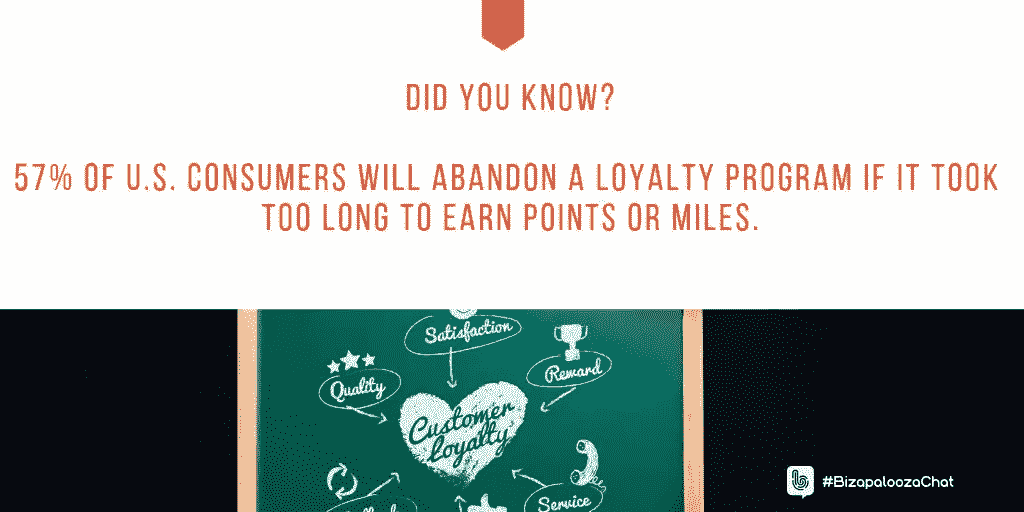 DID YOU KNOW?
57% OF U.S. CONSUMERS WILL ABANDON A LOYALTY PROGRAM IF IT TOOK
TOO LONG TO EARN POINTS OR MILES.
Satisfaction
Quality
Reward
Customer
Loyalty
Service
#BizapaloozaChat